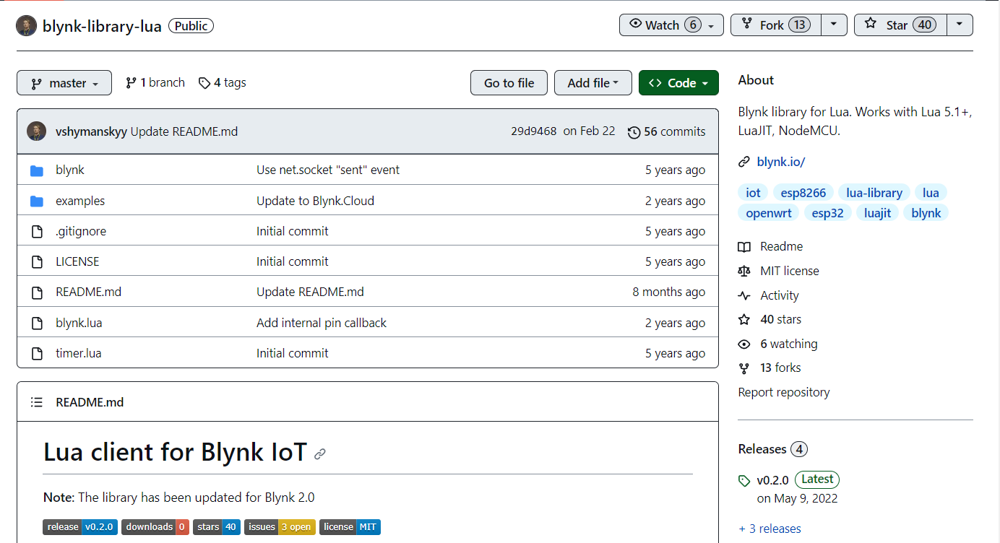 blynk-library-lua Public Watch 6 Fork 13 Star 40
master 1 branch 4 tags Go to file Add file <> Code
vshymanskyy Update README.md 29d9468 on Feb 22 56 commits
blynk Use net.socket "sent" event 5 years ago
examples Update to Blynk.Cloud 2 years ago
.gitignore Initial commit 5 years ago
LICENSE Initial commit 5 years ago
README.md Update README.md 8 months ago
blynk.lua Add internal pin callback 2 years ago
timer.lua Initial commit 5 years ago
README.md
Lua client for Blynk IoT
Note: The library has been updated for Blynk 2.0
release v0.2.0 downloads 0 stars 40 issues 3 open license MIT
About
Blynk library for Lua. Works with Lua 5.1+,
LuaJIT, NodeMCU.
blynk.io/
iot esp8266 lua-library lua
openwrt esp32 luajit blynk
Readme
MIT license
Activity
40 stars
6 watching
13 forks
Report repository
Releases 4
v0.2.0 Latest
on May 9, 2022
+ 3 releases